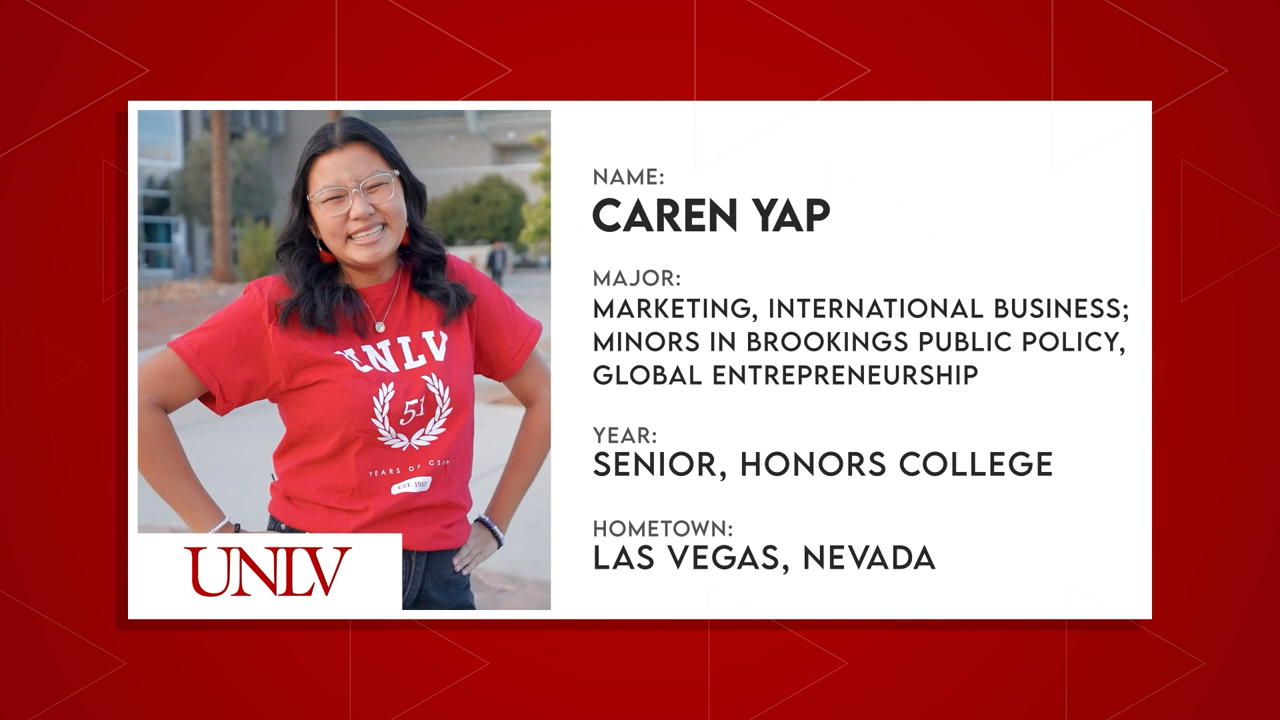 NAME:
CAREN YAP
MAJOR:
MARKETING, INTERNATIONAL BUSINESS;
MINORS IN BROOKINGS PUBLIC POLICY,
GLOBAL ENTREPRENEURSHIP
YEAR:
SENIOR, HONORS COLLEGE
HOMETOWN:
LAS VEGAS, NEVADA
UNLV
51
YEARS OF
EST. 1957
UNLV